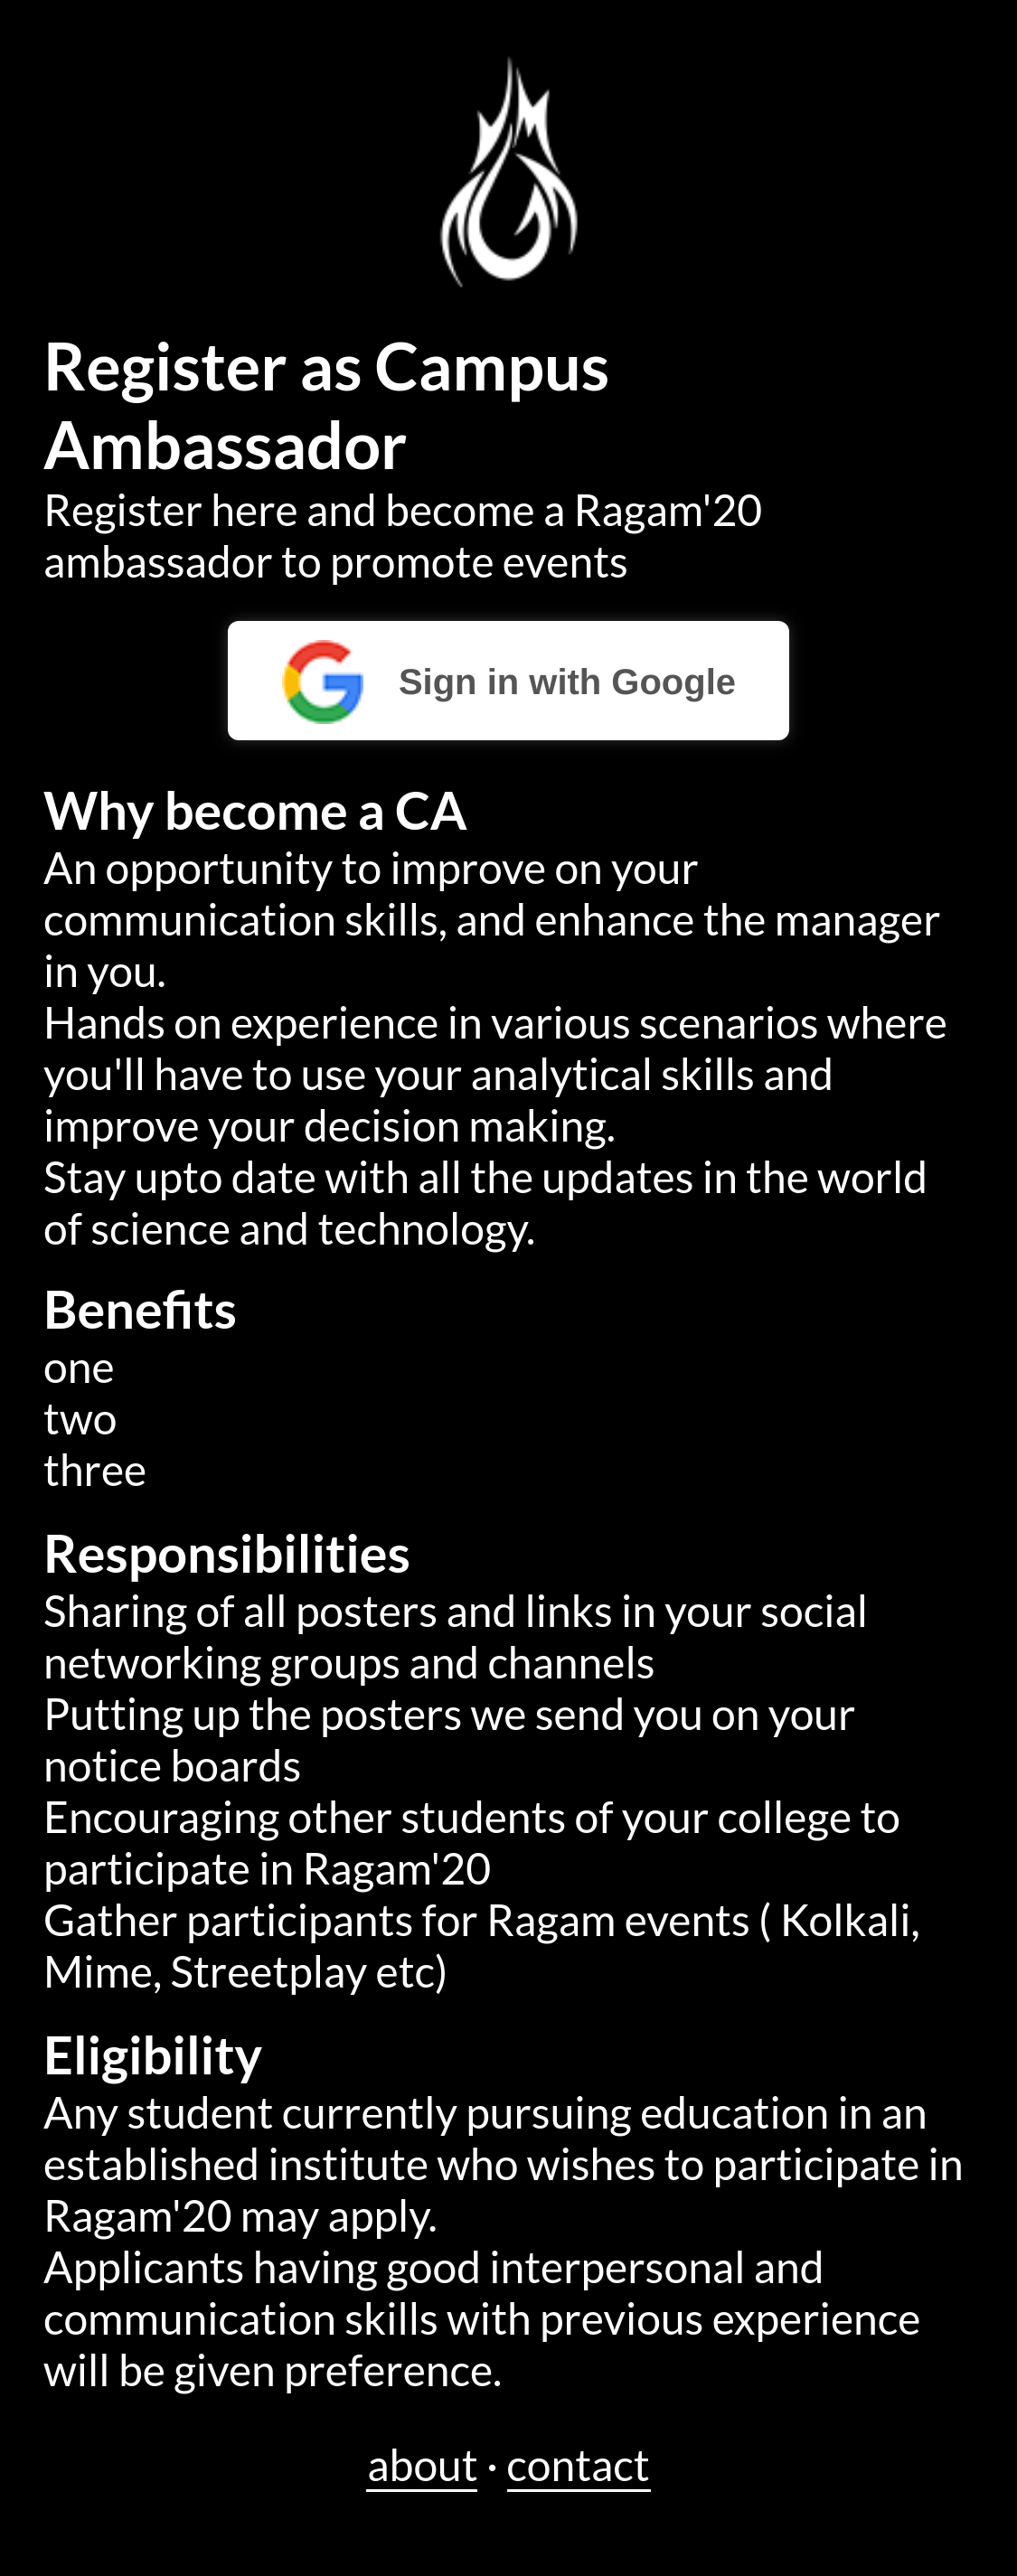 Register as Campus
Ambassador
Register here and become a Ragam'20
ambassador to promote events
Sign in with Google
Why become a CA
An opportunity to improve on your
communication skills, and enhance the manager
in you.
Hands on experience in various scenarios where
you'll have to use your analytical skills and
improve your decision making.
Stay upto date with all the updates in the world
of science and technology.
Benefits
one
two
three
Responsibilities
Sharing of all posters and links in your social
networking groups and channels
Putting up the posters we send you on your
notice boards
Encouraging other students of your college to
participate in Ragam'20
Gather participants for Ragam events ( Kolkali,
Mime, Streetplay etc)
Eligibility
Any student currently pursuing education in an
established institute who wishes to participate in
Ragam'20 may apply.
Applicants having good interpersonal and
communication skills with previous experience
will be given preference.
about · contact